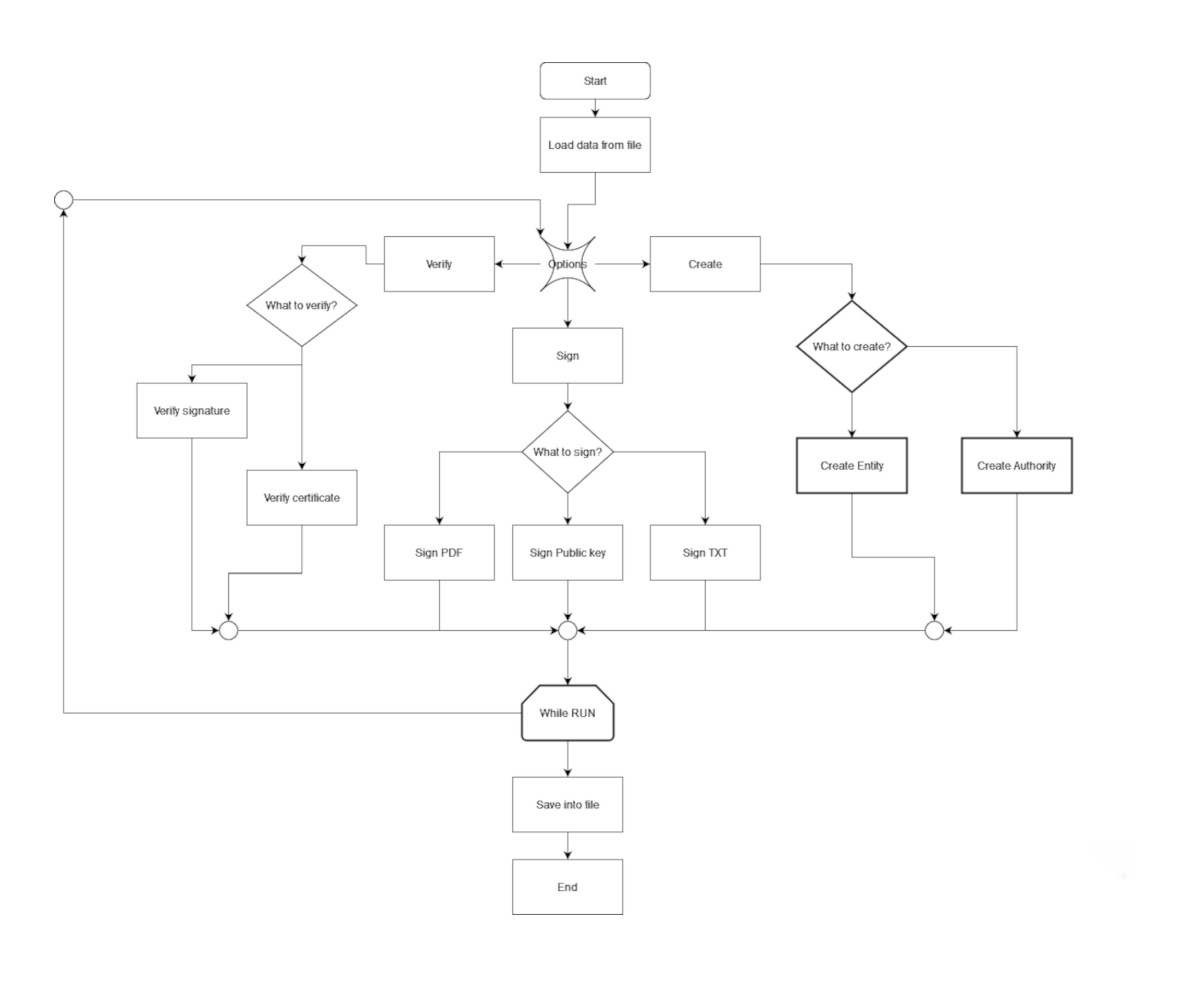 Start
Load data from file
Verify
Options
Create
What to verify?
What to create?
Sign
Verify signature
What to sign?
Create Entity
Create Authority
Verify certificate
Sign PDF
Sign Public key
Sign TXT
While RUN
Save into file
End